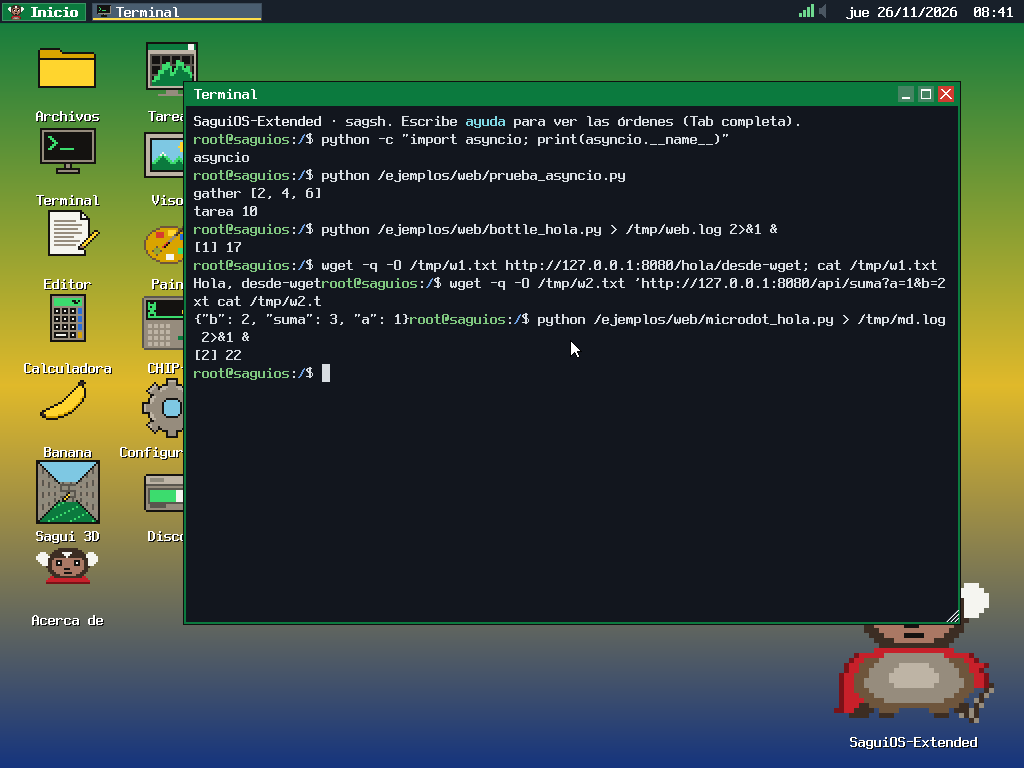 Inicio
Terminal
jue 26/11/2026 08:41
Archivos
Terminal
Editor
Calculadora
Banana
Sagui 3D
Acerca de
Tarea
Viso
Pain
CHIP
Configur
Disco
Terminal
SaguiOS-Extended · sagsh. Escribe ayuda para ver las órdenes (Tab completa).
root@saguios:/$ python -c "import asyncio; print(asyncio.__name__)"
asyncio
root@saguios:/$ python /ejemplos/web/prueba_asyncio.py
gather [2, 4, 6]
tarea 10
root@saguios:/$ python /ejemplos/web/bottle_hola.py > /tmp/web.log 2>&1 &
[1] 17
root@saguios:/$ wget -q -O /tmp/w1.txt http://127.0.0.1:8080/hola/desde-wget; cat /tmp/w1.txt
Hola, desde-wgetroot@saguios:/$ wget -q -O /tmp/w2.txt 'http://127.0.0.1:8080/api/suma?a=1&b=2
xt cat /tmp/w2.t
{"b": 2, "suma": 3, "a": 1}root@saguios:/$ python /ejemplos/web/microdot_hola.py > /tmp/md.log
2>&1 &
[2] 22
root@saguios:/$
SaguiOS-Extended